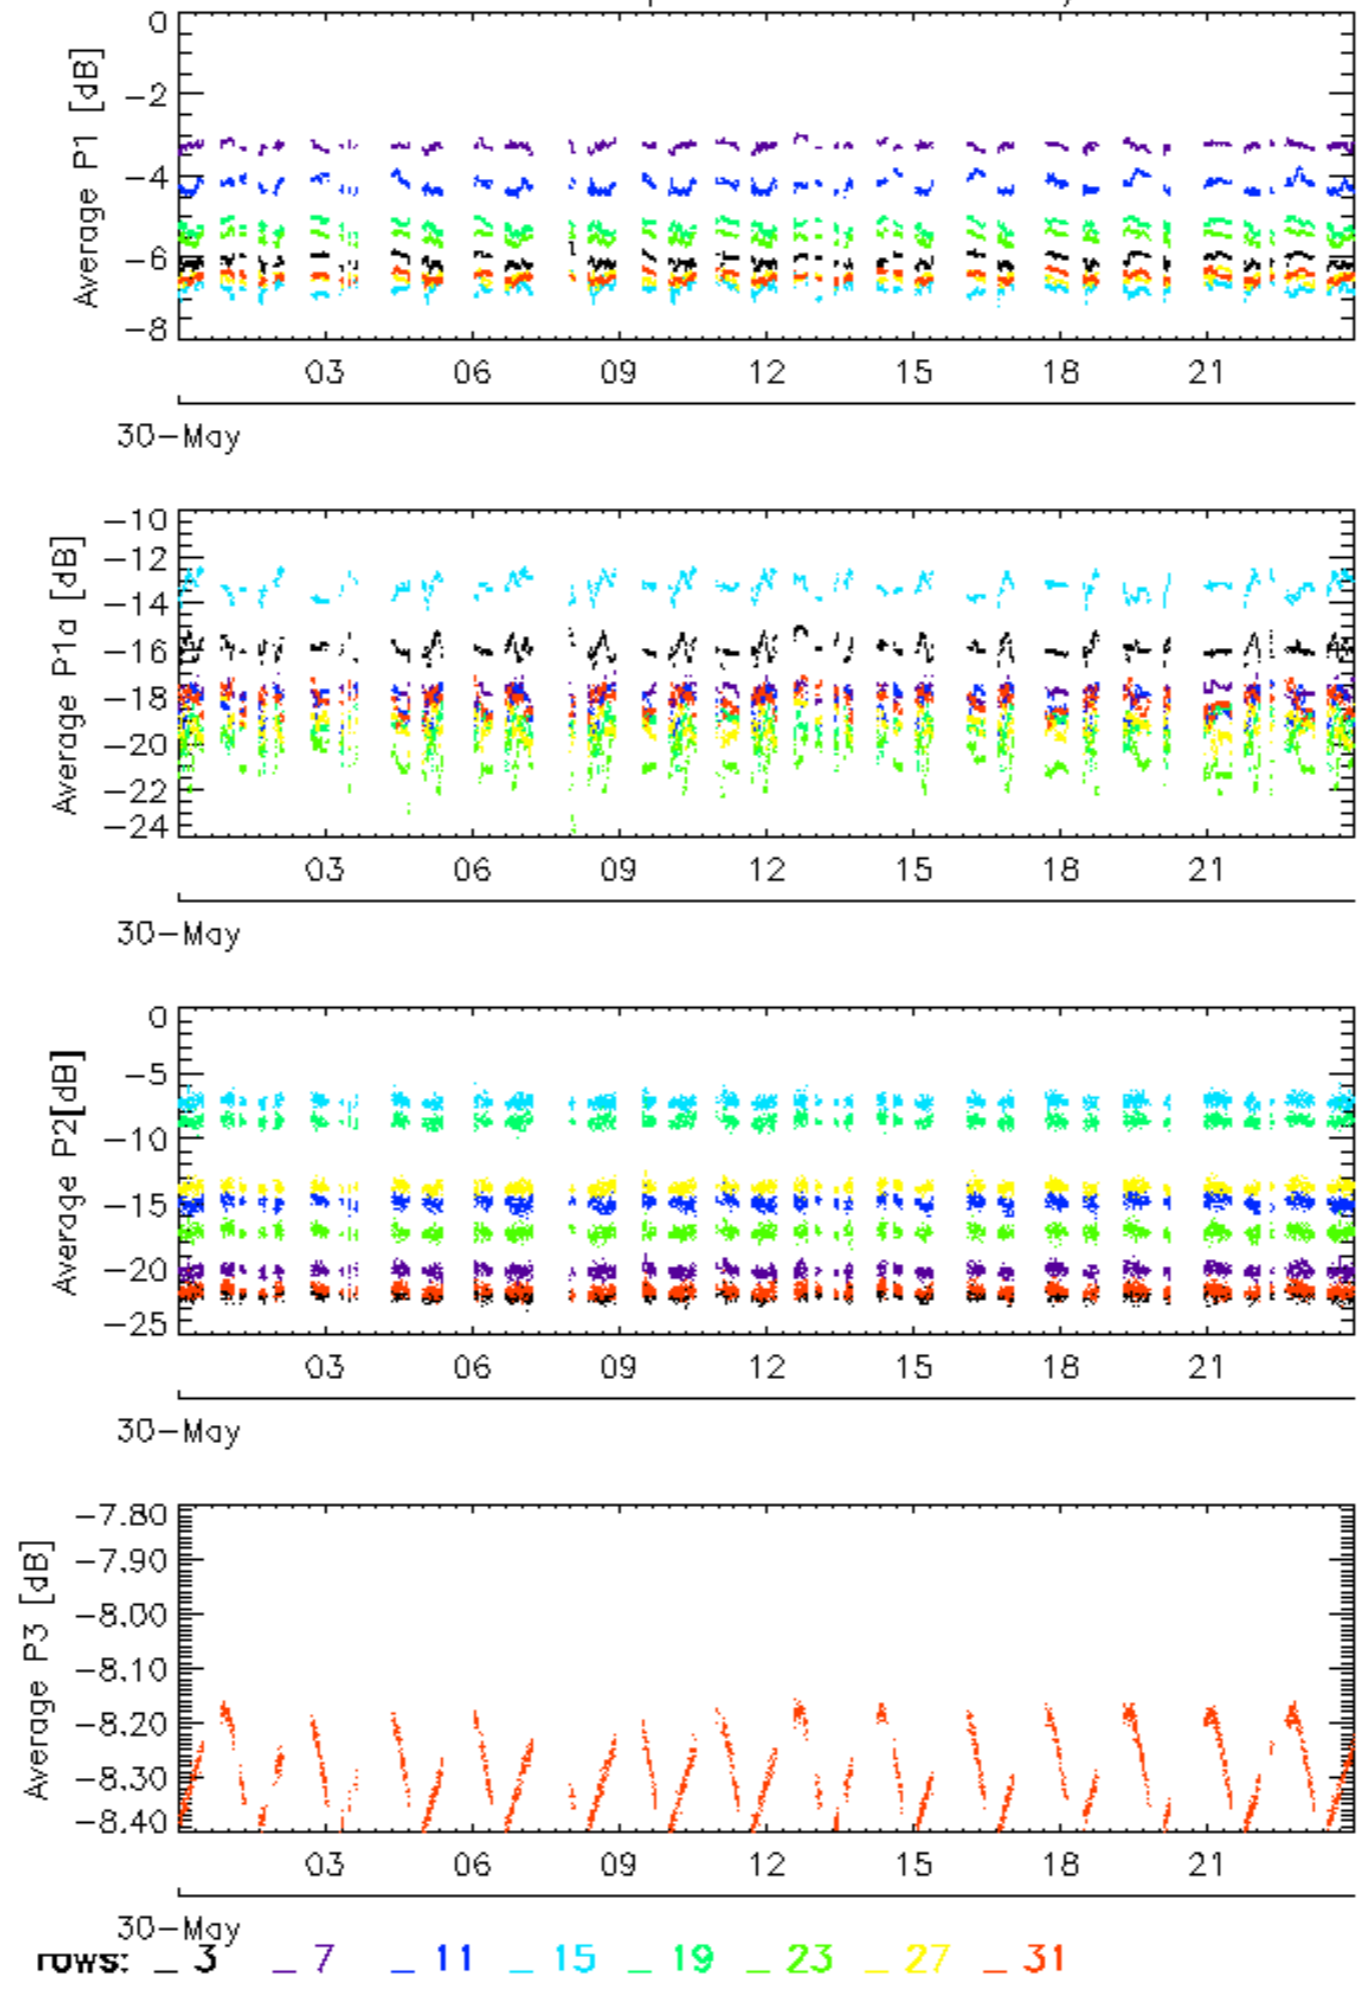 0
Average P1 [dB]
-2
-4
-6
-8
03 06 09 12 15 18 21
30-May
-10
Average P1a [dB]
-12
-14
-16
-18
-20
-22
-24
03 06 09 12 15 18 21
30-May
0
Average P2[dB]
-5
-10
-15
-20
-25
03 06 09 12 15 18 21
30-May
-7.80
Average P3 [dB]
-7.90
-8.00
-8.10
-8.20
-8.30
-8.40
03 06 09 12 15 18 21
30-May
rows: _ 3 _ 7 _ 11 _ 15 _ 19 _ 23 _ 27 _ 31